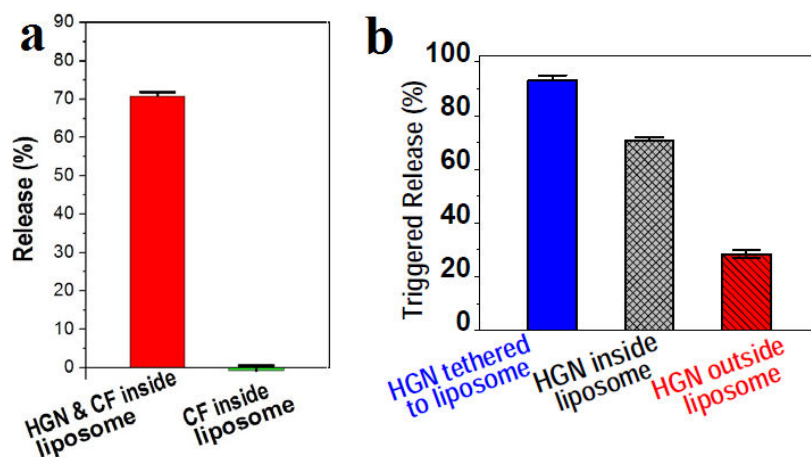 a
90
80
70
60
50
40
30
20
10
0
Release (%)
HGN & CF inside
liposome
CF inside
liposome
b
100
80
60
40
20
0
Triggered Release (%)
HGN tethered
to liposome
HGN inside
liposome
HGN outside
liposome